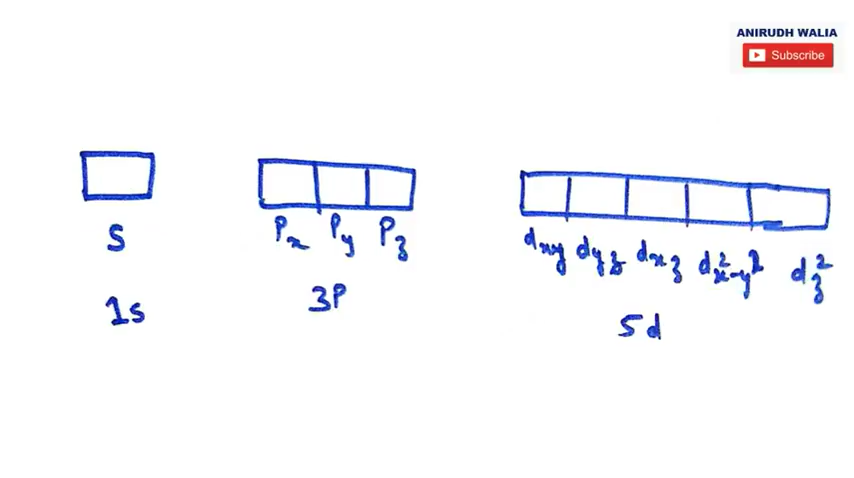 ANIRUDH WALIA
Subscribe
S
Px Py Pz
dxy dyz dxz dx²-y² dz²
1s
3P
5d